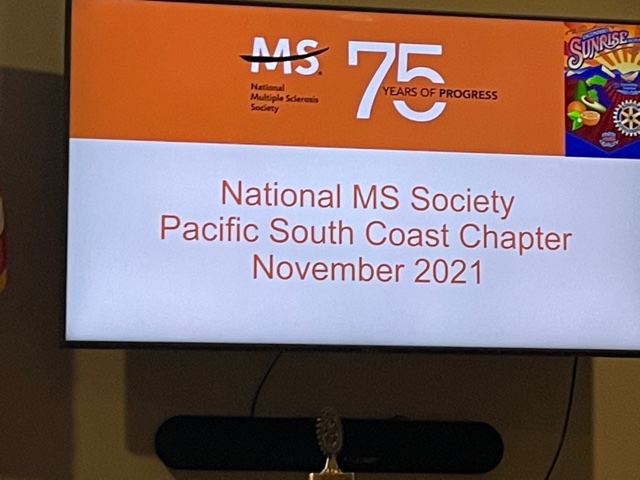 MS
National
Multiple Sclerosis
Society
75
YEARS OF PROGRESS
SUNRISE
National MS Society
Pacific South Coast Chapter
November 2021